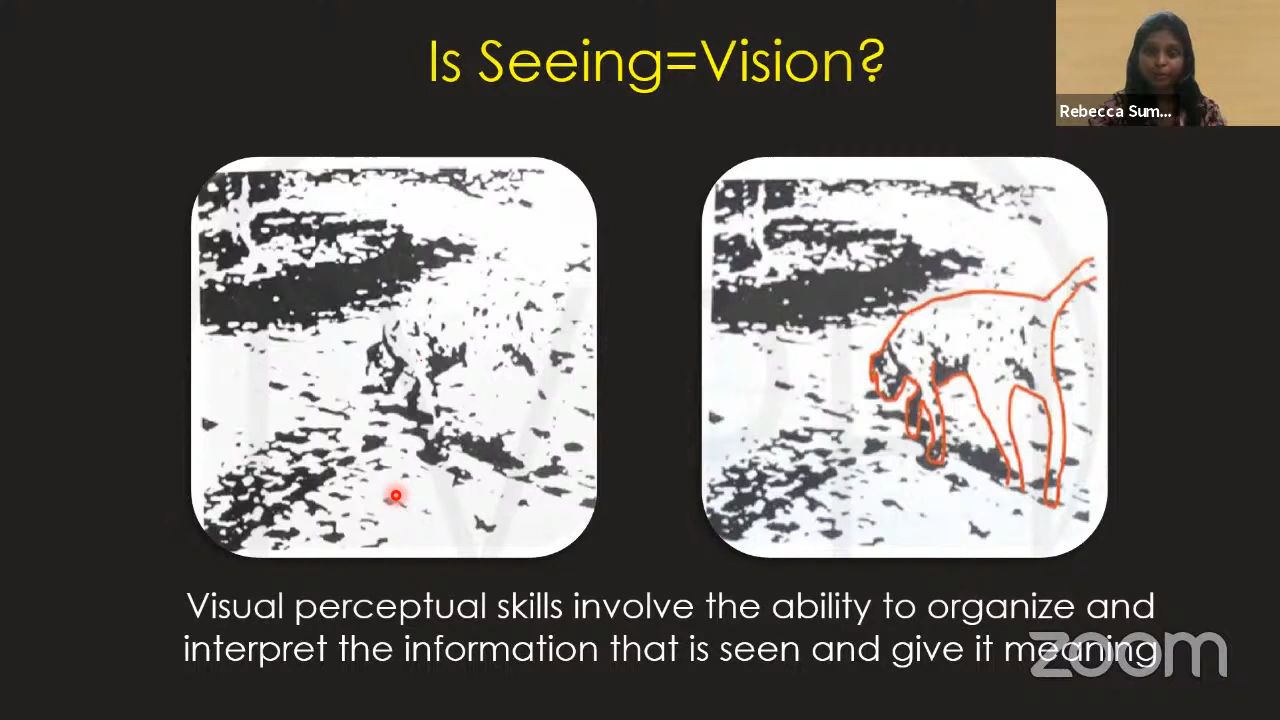 Is Seeing=Vision?
Rebecca Sum...
Visual perceptual skills involve the ability to organize and
interpret the information that is seen and give it meaning
zoom